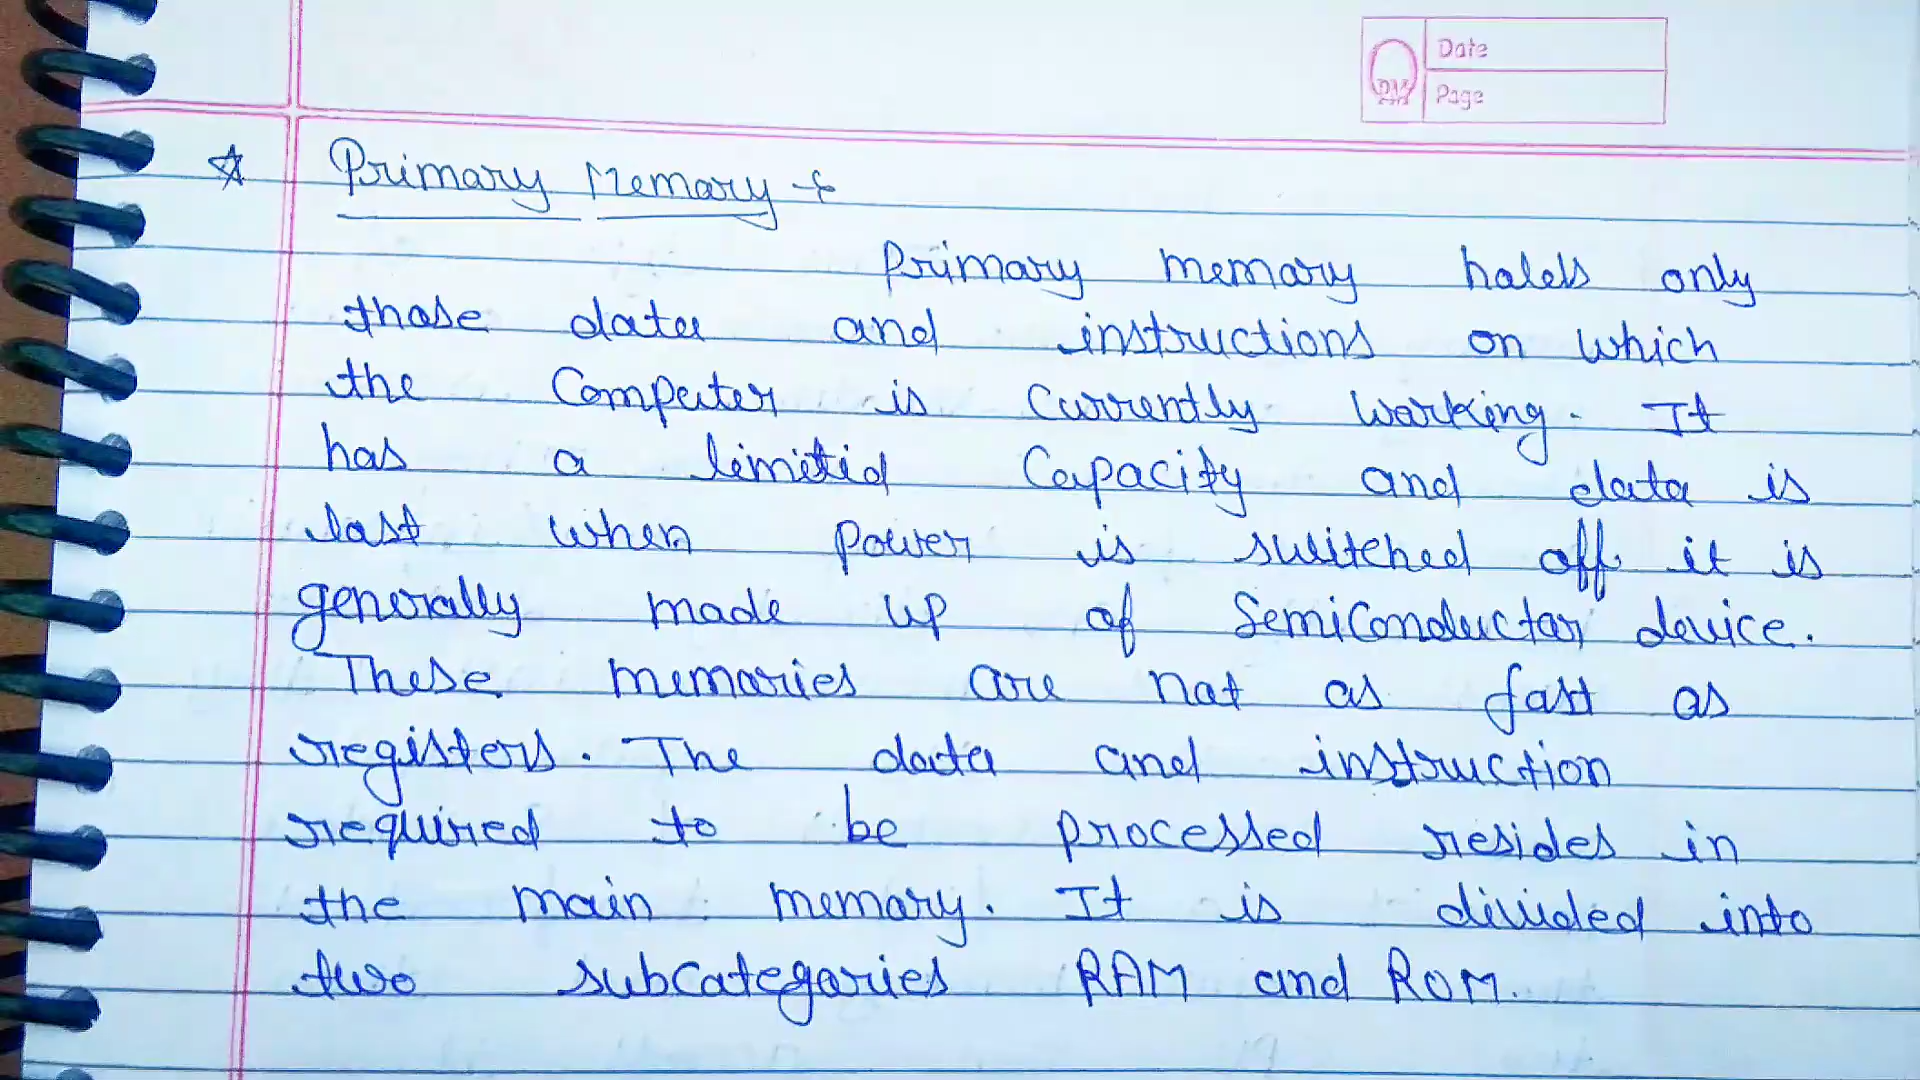 Date
Page
☆ Primary Memory :-
Primary memory holds only
those data and instructions on which
the Computer is Currently working. It
has a limitid Capacity and data is
lost when power is switched off it is
generally made up of SemiConductor device.
These memories are not as fast as
registers. The data and instruction
required to be processed resides in
the main memory. It is divided into
two subcategories RAM and ROM.